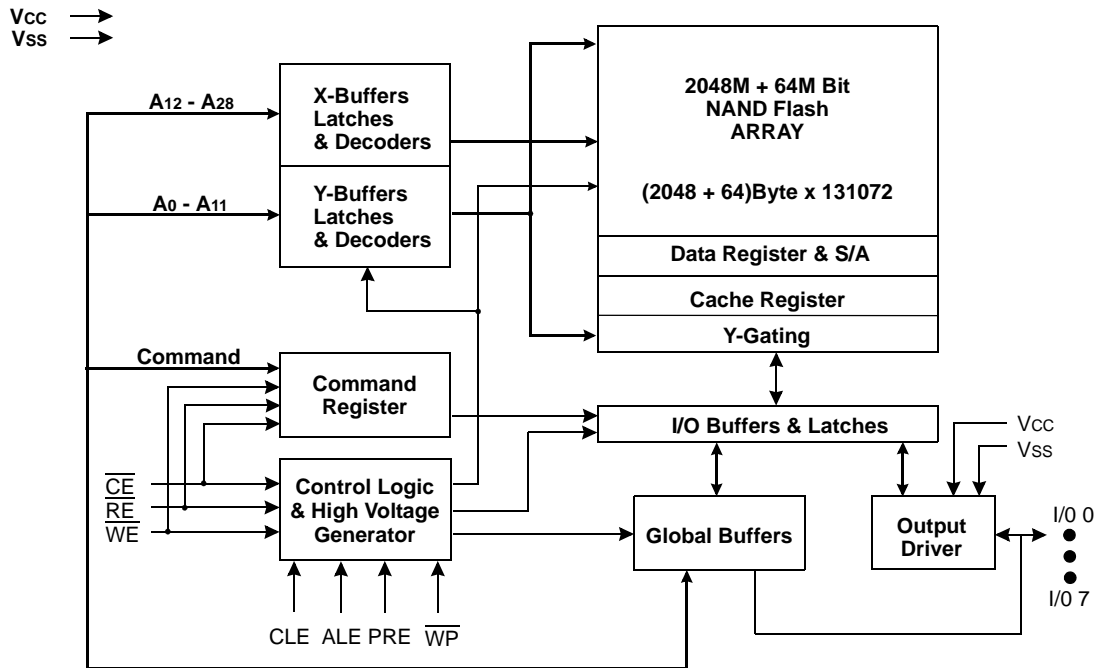 VCC
VSS
A12 - A28
X-Buffers
Latches
& Decoders
2048M + 64M Bit
NAND Flash
ARRAY
(2048 + 64)Byte x 131072
A0 - A11
Y-Buffers
Latches
& Decoders
Data Register & S/A
Cache Register
Y-Gating
Command
Command
Register
I/O Buffers & Latches
VCC
VSS
CE
RE
WE
Control Logic
& High Voltage
Generator
Global Buffers
Output
Driver
I/0 0
I/0 7
CLE ALE PRE WP